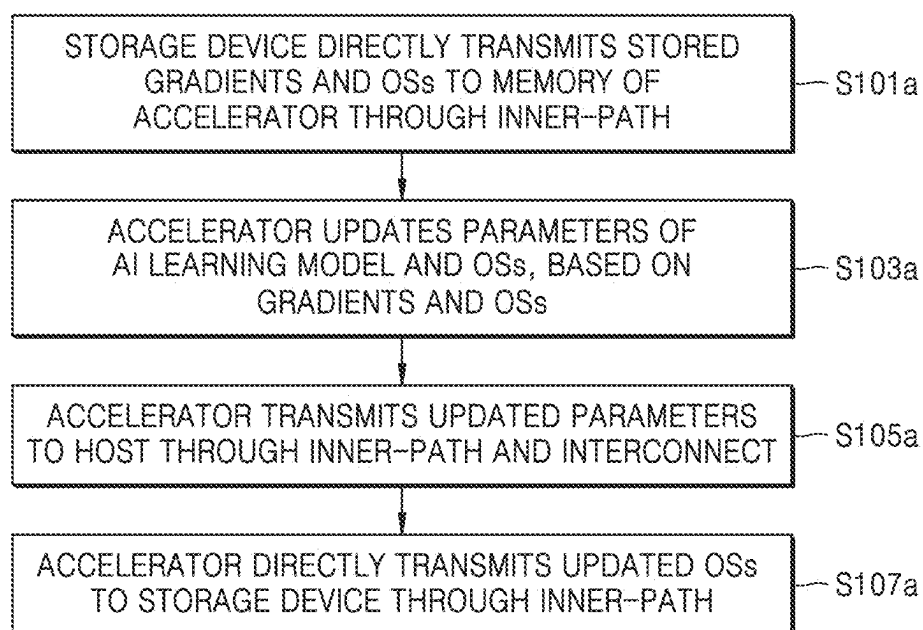 STORAGE DEVICE DIRECTLY TRANSMITS STORED
GRADIENTS AND OSs TO MEMORY OF
ACCELERATOR THROUGH INNER-PATH
S101a
ACCELERATOR UPDATES PARAMETERS OF
AI LEARNING MODEL AND OSs, BASED ON
GRADIENTS AND OSs
S103a
ACCELERATOR TRANSMITS UPDATED PARAMETERS
TO HOST THROUGH INNER-PATH AND INTERCONNECT
S105a
ACCELERATOR DIRECTLY TRANSMITS UPDATED OSs
TO STORAGE DEVICE THROUGH INNER-PATH
S107a